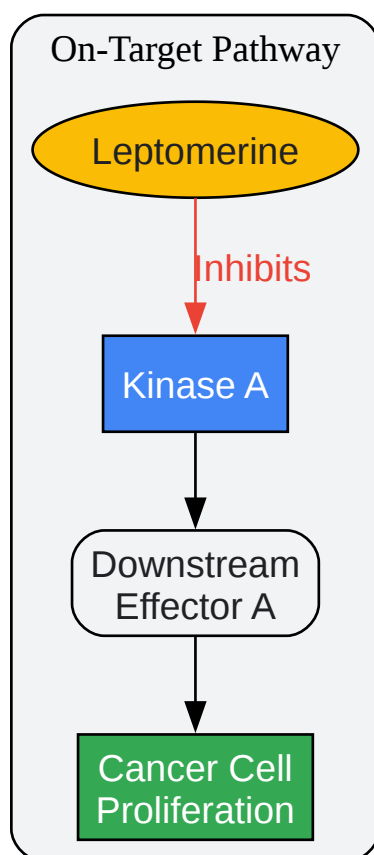 On-Target Pathway
Leptomerine
Inhibits
Kinase A
Downstream
Effector A
Cancer Cell
Proliferation